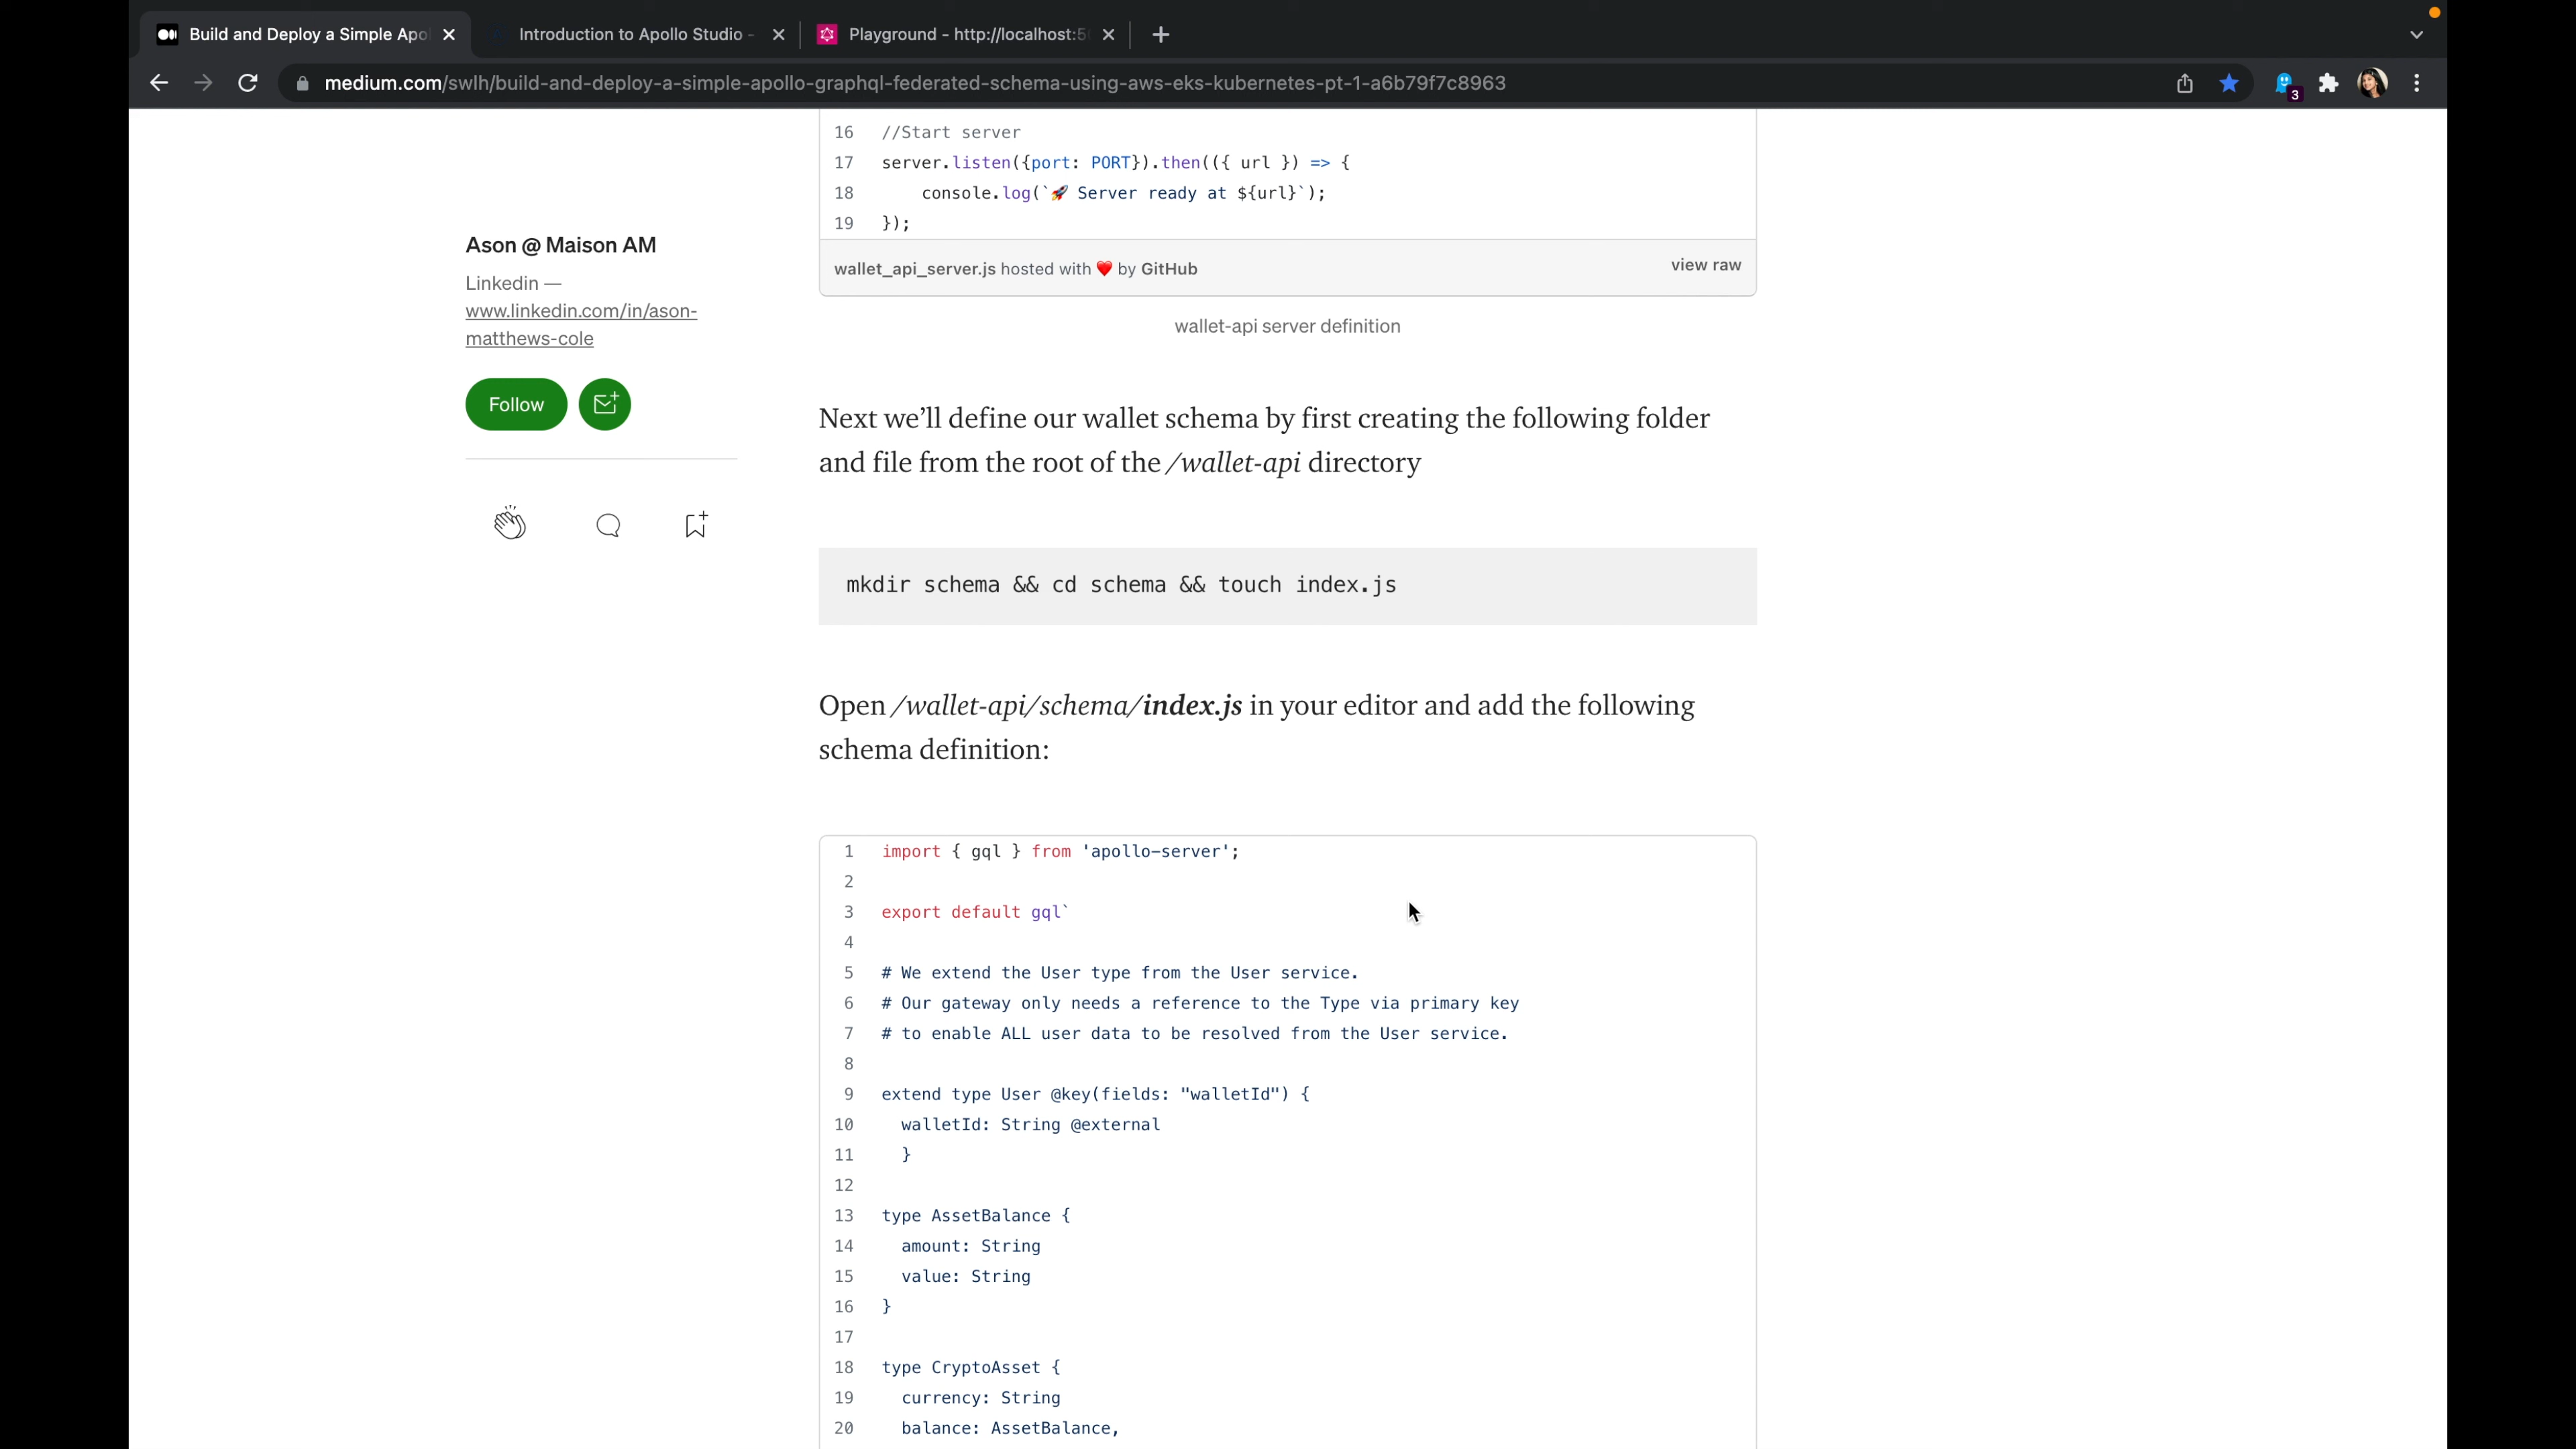 Build and Deploy a Simple Apo
Introduction to Apollo Studio -
Playground - http://localhost:5
medium.com/swlh/build-and-deploy-a-simple-apollo-graphql-federated-schema-using-aws-eks-kubernetes-pt-1-a6b79f7c8963
3
Ason @ Maison AM
Linkedin —
www.linkedin.com/in/ason-
matthews-cole
Follow
16 //Start server
17 server.listen({port: PORT}).then(({ url }) => {
18 console.log(`🚀 Server ready at ${url}`);
19 });
wallet_api_server.js hosted with ❤ by GitHub
view raw
wallet-api server definition
Next we’ll define our wallet schema by first creating the following folder
and file from the root of the /wallet-api directory
mkdir schema && cd schema && touch index.js
Open /wallet-api/schema/index.js in your editor and add the following
schema definition:
1 import { gql } from 'apollo-server';
2
3 export default gql`
4
5 # We extend the User type from the User service.
6 # Our gateway only needs a reference to the Type via primary key
7 # to enable ALL user data to be resolved from the User service.
8
9 extend type User @key(fields: "walletId") {
10 walletId: String @external
11 }
12
13 type AssetBalance {
14 amount: String
15 value: String
16 }
17
18 type CryptoAsset {
19 currency: String
20 balance: AssetBalance,